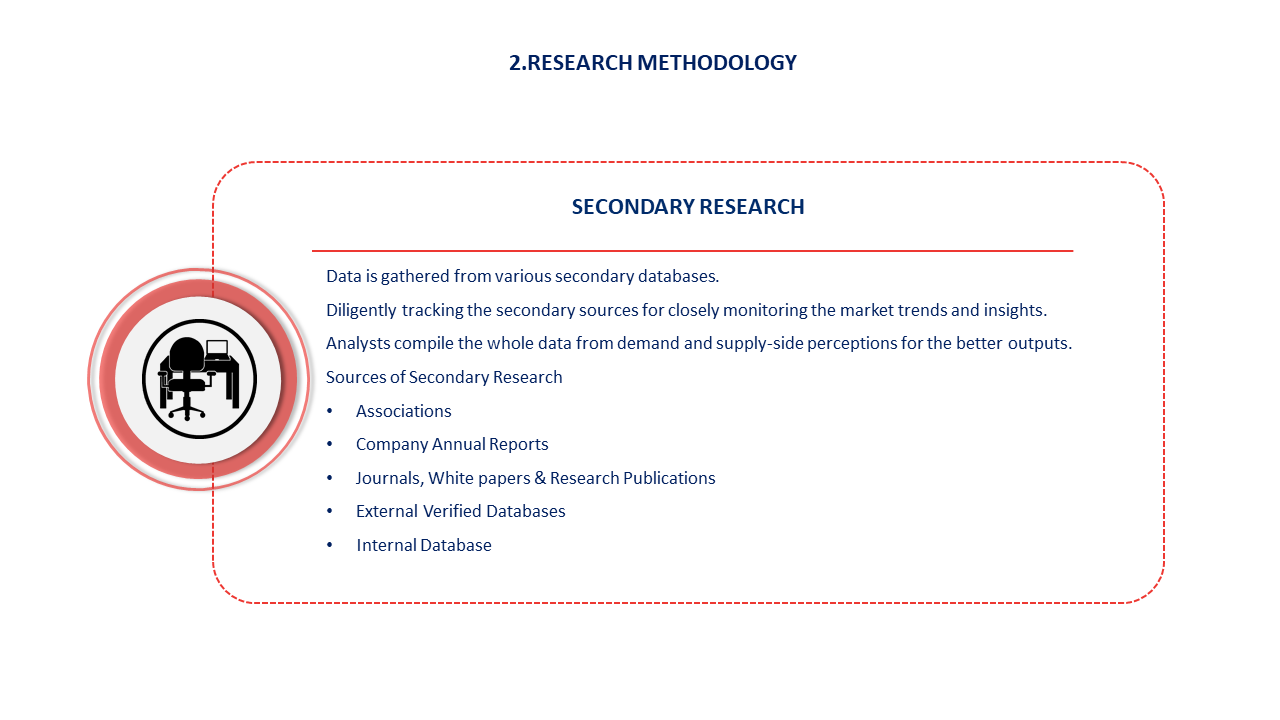 2.RESEARCH METHODOLOGY
SECONDARY RESEARCH
Data is gathered from various secondary databases.
Diligently tracking the secondary sources for closely monitoring the market trends and insights.
Analysts compile the whole data from demand and supply-side perceptions for the better outputs.
Sources of Secondary Research
• Associations
• Company Annual Reports
• Journals, White papers & Research Publications
• External Verified Databases
• Internal Database